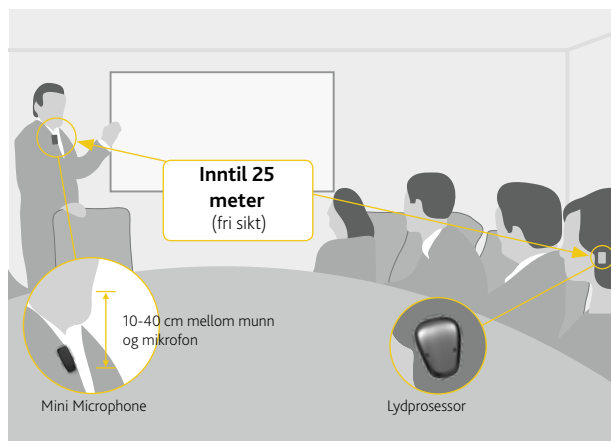 Inntil 25
meter
(fri sikt)
10-40 cm mellom munn
og mikrofon
Mini Microphone
Lydprosessor